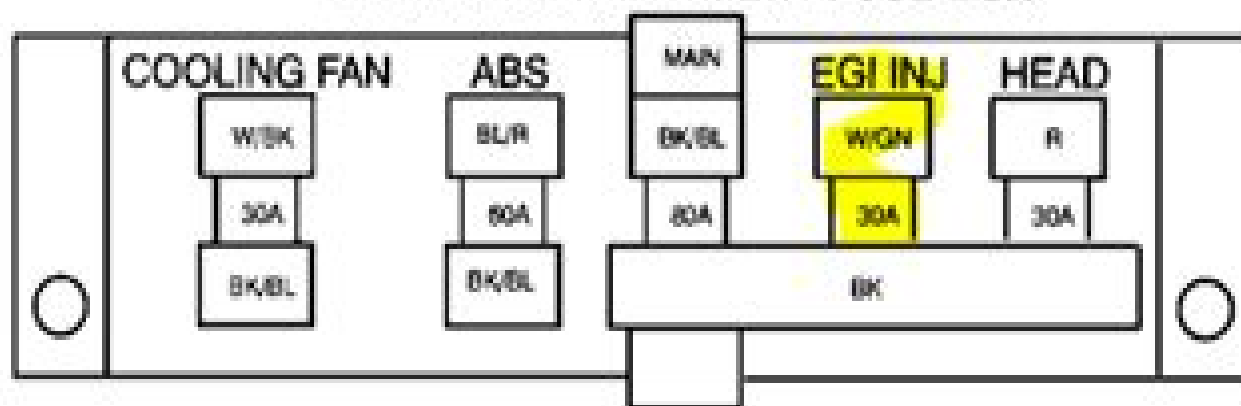 COOLING FAN ABS MAIN EGI INJ HEAD
W/BK BL/R BK/BL W/GN R
30A 60A 80A 30A 30A
BK/BL BK/BL BK